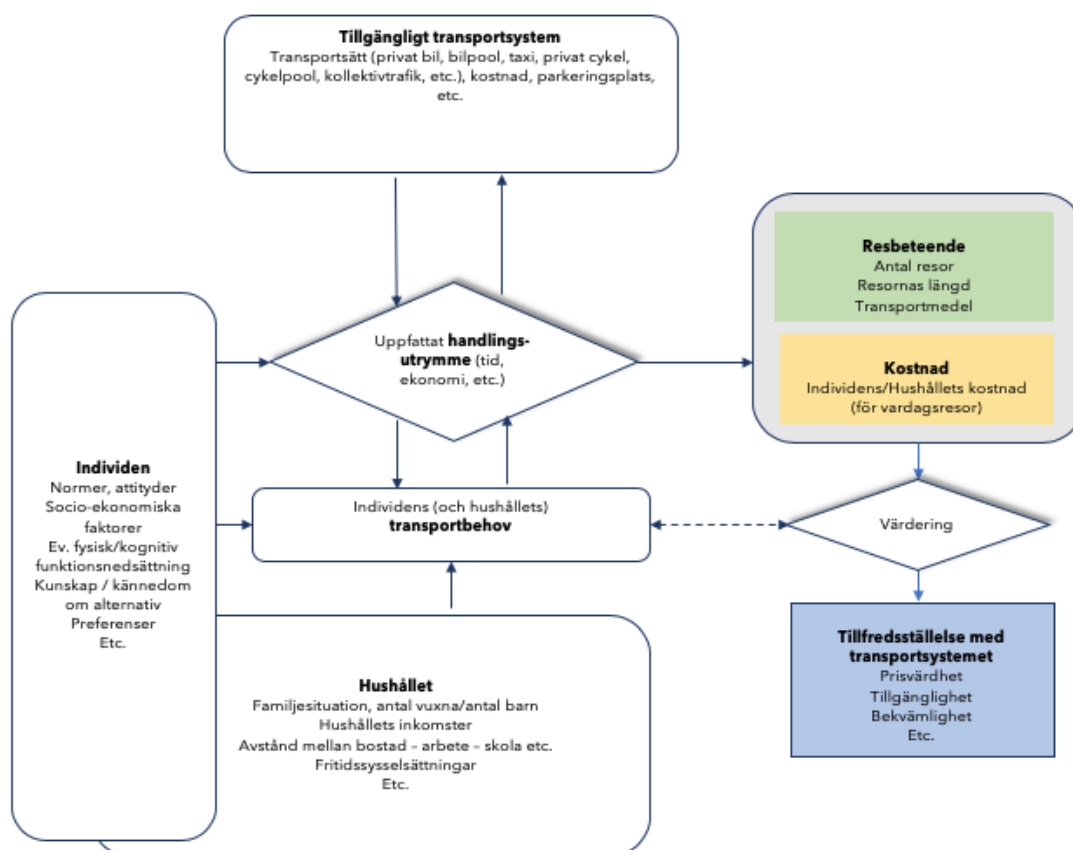 Tillgängligt transportsystem
Transportsätt (privat bil, bilpool, taxi, privat cykel,
cykelpool, kollektivtrafik, etc.), kostnad, parkeringsplats,
etc.
Resbeteende
Antal resor
Resornas längd
Transportmedel
Kostnad
Individens/Hushållets kostnad
(för vardagsresor)
Uppfattat handlings-
utrymme (tid,
ekonomi, etc.)
Individen
Normer, attityder
Socio-ekonomiska
faktorer
Ev. fysisk/kognitiv
funktionsnedsättning
Kunskap / kännedom
om alternativ
Preferenser
Etc.
Individens (och hushållets)
transportbehov
Värdering
Hushållet
Familjesituation, antal vuxna/antal barn
Hushållets inkomster
Avstånd mellan bostad – arbete – skola etc.
Fritidssysselsättningar
Etc.
Tillfredsställelse med
transportsystemet
Prisvärdhet
Tillgänglighet
Bekvämlighet
Etc.